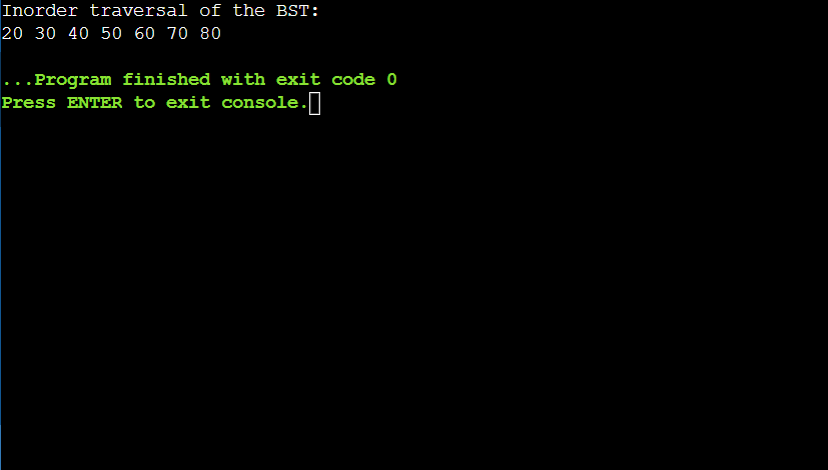 Inorder traversal of the BST:
20 30 40 50 60 70 80
...Program finished with exit code 0
Press ENTER to exit console.